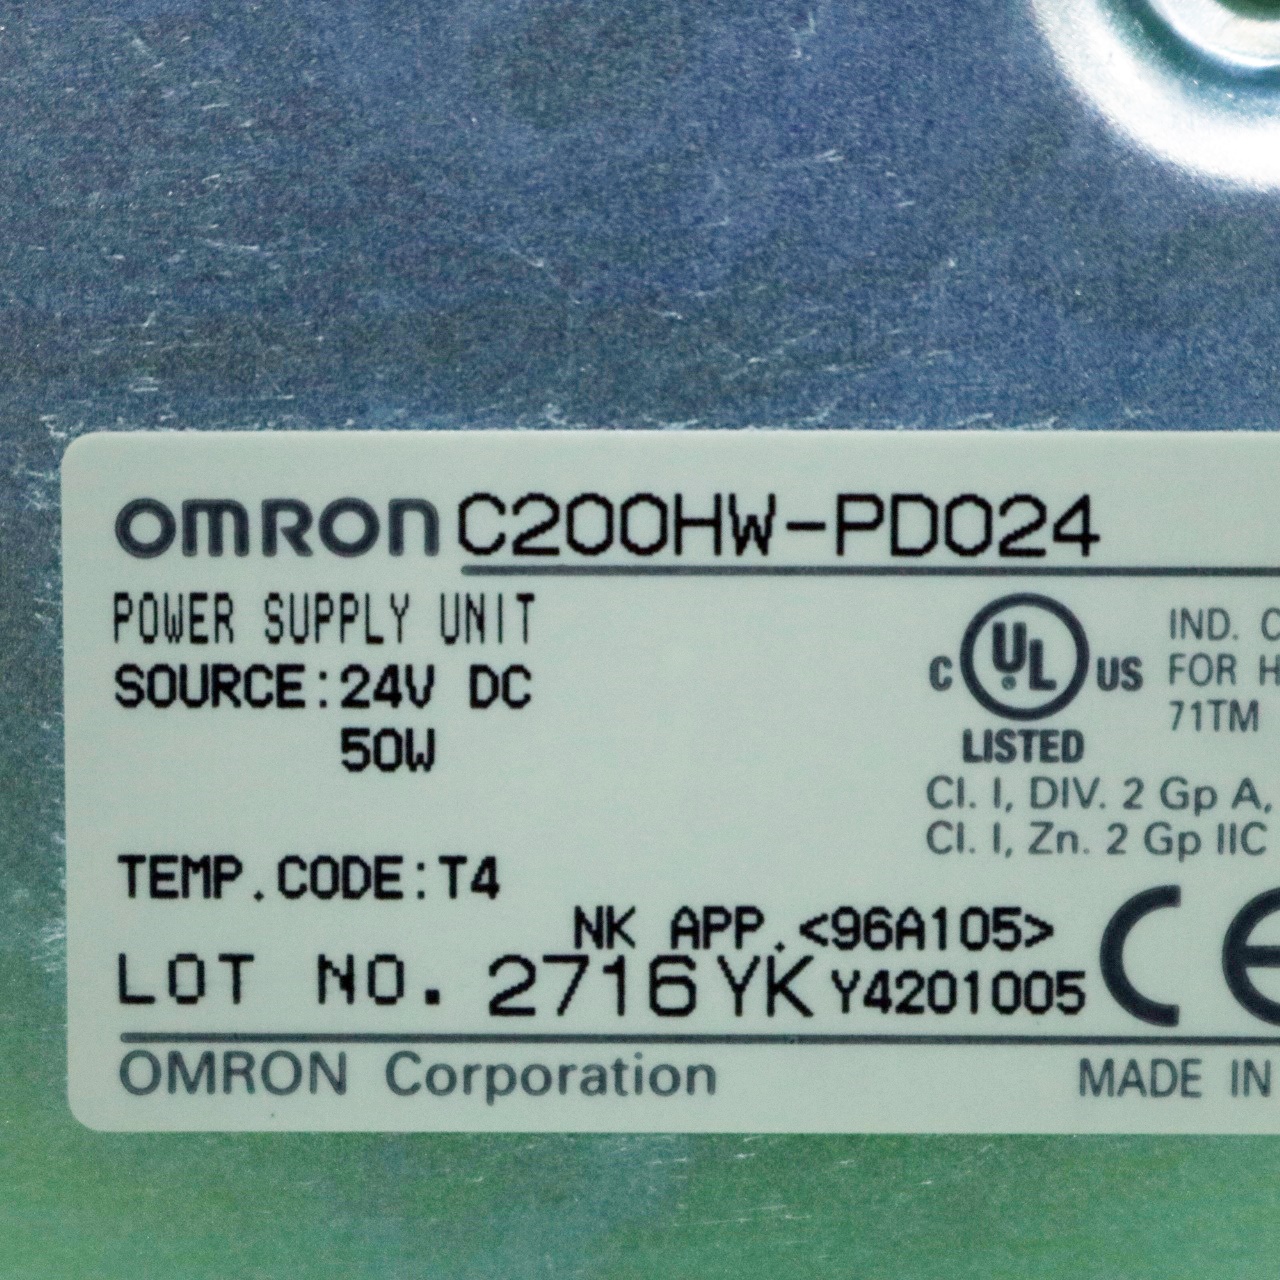 OMRON C200HW-PD024
POWER SUPPLY UNIT
SOURCE:24V DC
50W
C UL US
LISTED
IND. C
FOR H
71TM
Cl. I, DIV. 2 Gp A,
Cl. I, Zn. 2 Gp IIC
TEMP.CODE:T4
NK APP.<96A105>
LOT NO. 2716YK Y4201005
CE
OMRON Corporation
MADE IN